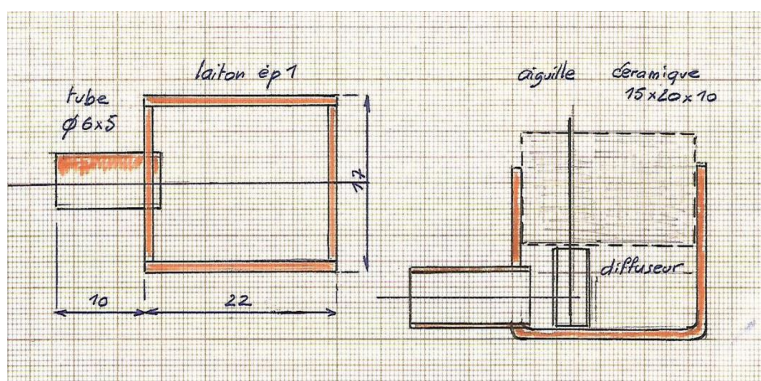 laiton ép 1
tube
ϕ 6x5
17
10
22
aiguille
céramique
15x20x10
diffuseur